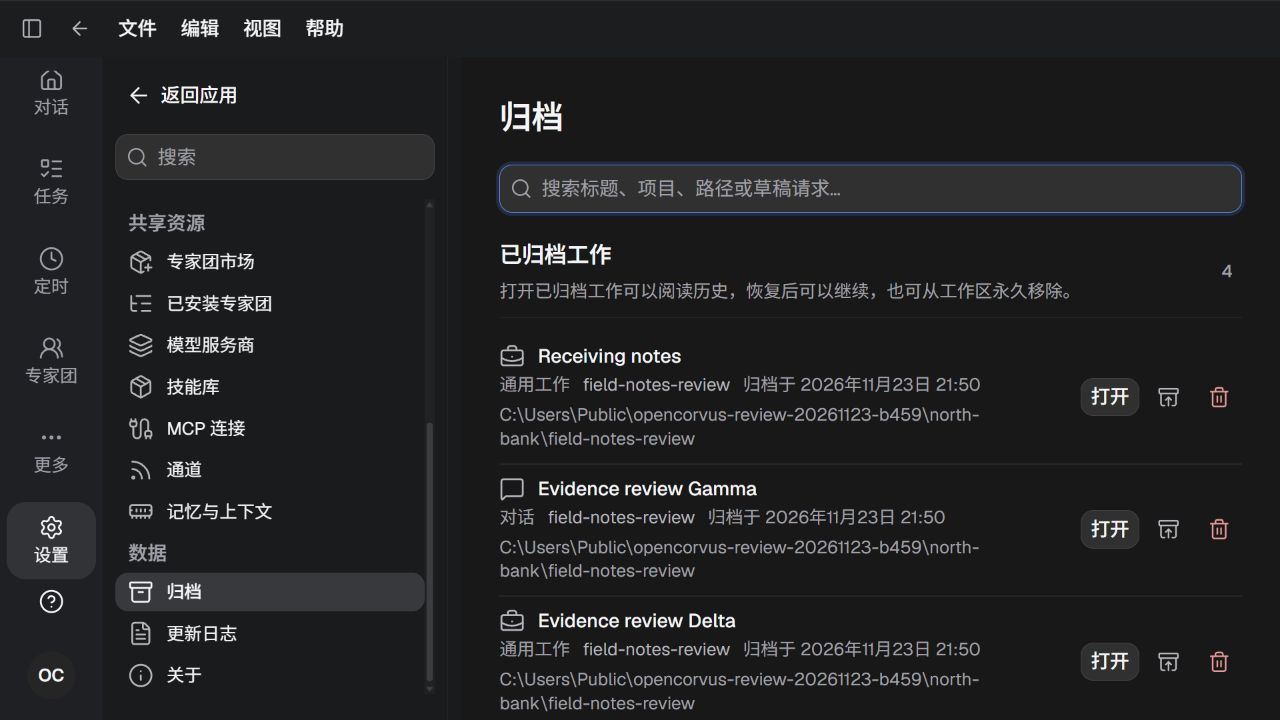 文件 编辑 视图 帮助
对话
任务
定时
专家团
更多
设置
OC
返回应用
搜索
共享资源
专家团市场
已安装专家团
模型服务商
技能库
MCP 连接
通道
记忆与上下文
数据
归档
更新日志
关于
归档
搜索标题、项目、路径或草稿请求...
已归档工作
4
打开已归档工作可以阅读历史，恢复后可以继续，也可从工作区永久移除。
Receiving notes
通用工作 field-notes-review 归档于 2026年11月23日 21:50
C:\Users\Public\opencorvus-review-20261123-b459\north-
bank\field-notes-review
打开
Evidence review Gamma
对话 field-notes-review 归档于 2026年11月23日 21:50
C:\Users\Public\opencorvus-review-20261123-b459\north-
bank\field-notes-review
打开
Evidence review Delta
通用工作 field-notes-review 归档于 2026年11月23日 21:50
C:\Users\Public\opencorvus-review-20261123-b459\north-
bank\field-notes-review
打开